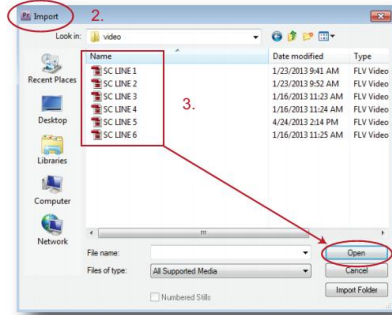 Pr Import 2.
Look in: video
Name Date modified Type
SC LINE 1 1/23/2013 9:41 AM FLV Video
SC LINE 2 1/23/2013 9:52 AM FLV Video
SC LINE 3 1/16/2013 11:23 AM FLV Video
SC LINE 4 1/16/2013 11:24 AM FLV Video
SC LINE 5 4/24/2013 2:14 PM FLV Video
SC LINE 6 1/16/2013 11:25 AM FLV Video
3.
Recent Places
Desktop
Libraries
Computer
Network
File name: Open
Files of type: All Supported Media Cancel
Numbered Stills Import Folder